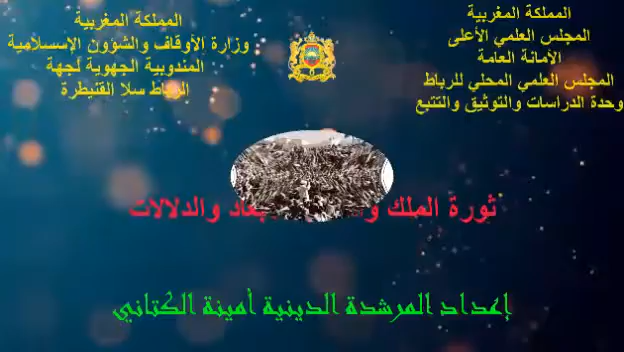 المملكة المغربية
المجلس العلمي الأعلى
الأمانة العامة
المجلس العلمي المحلي للرباط
وحدة الدراسات والتوثيق والتتبع
المملكة المغربية
وزارة الأوقاف والشؤون الإسسلامية
المندوبية الجهوية لجهة
الرباط سلا القنيطرة
ثورة الملك والدلالات
إعداد المرشدة الدينية أمينة الكتاني